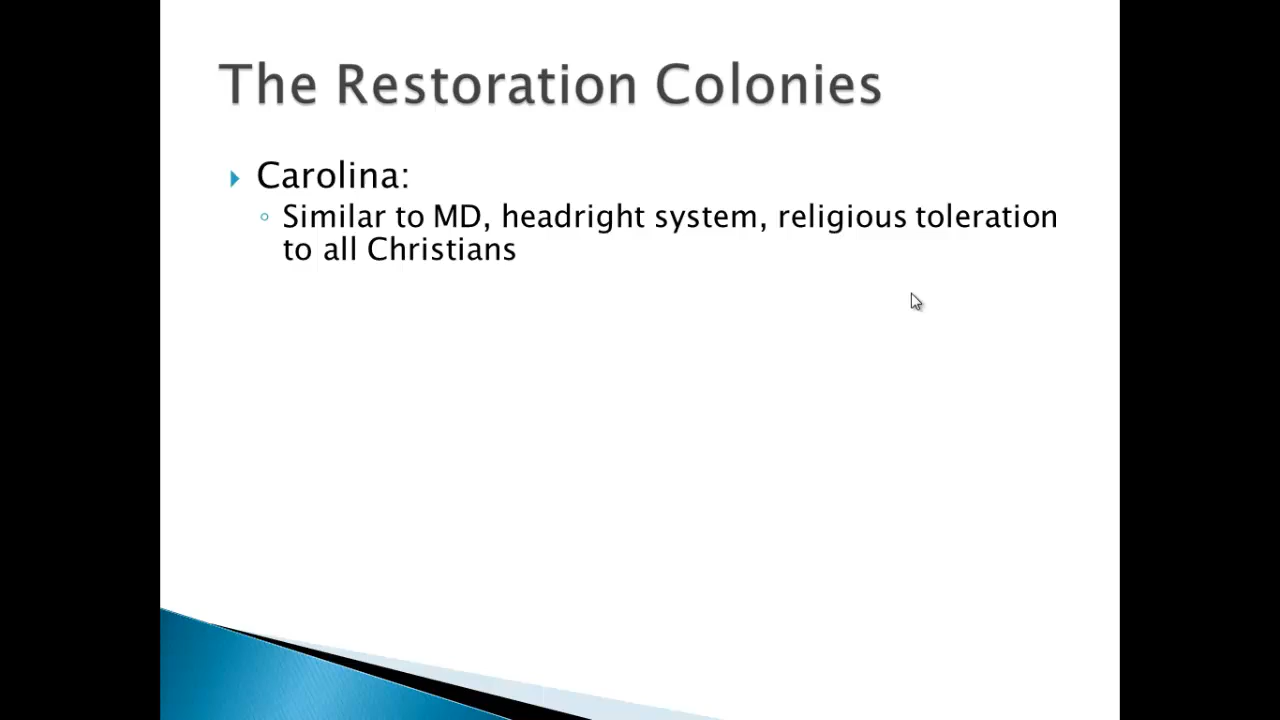 The Restoration Colonies
Carolina:
Similar to MD, headright system, religious toleration
to all Christians